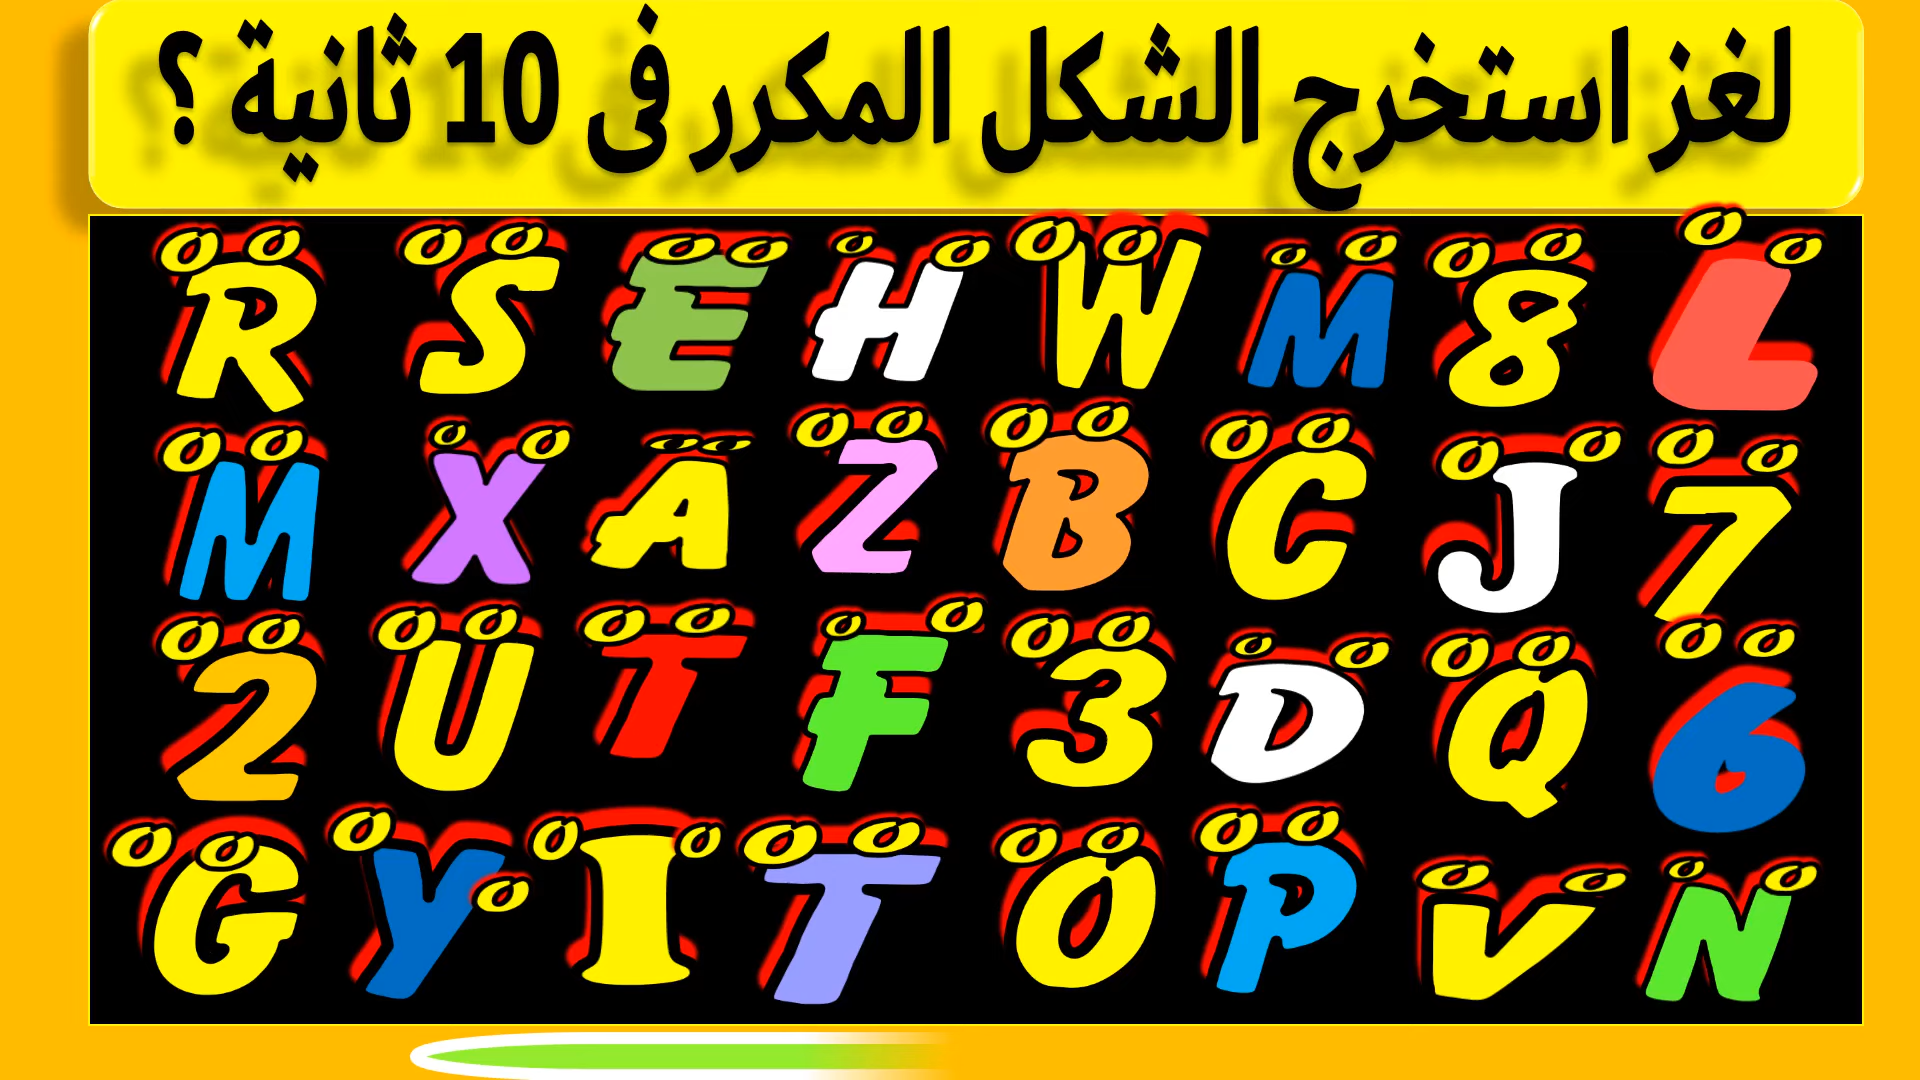 لغز استخرج الشكل المكرر فى 10 ثانية ؟
R S E H W M 8 L
M X A Z B C J 7
2 U T F 3 D Q 6
G Y I T O P V N